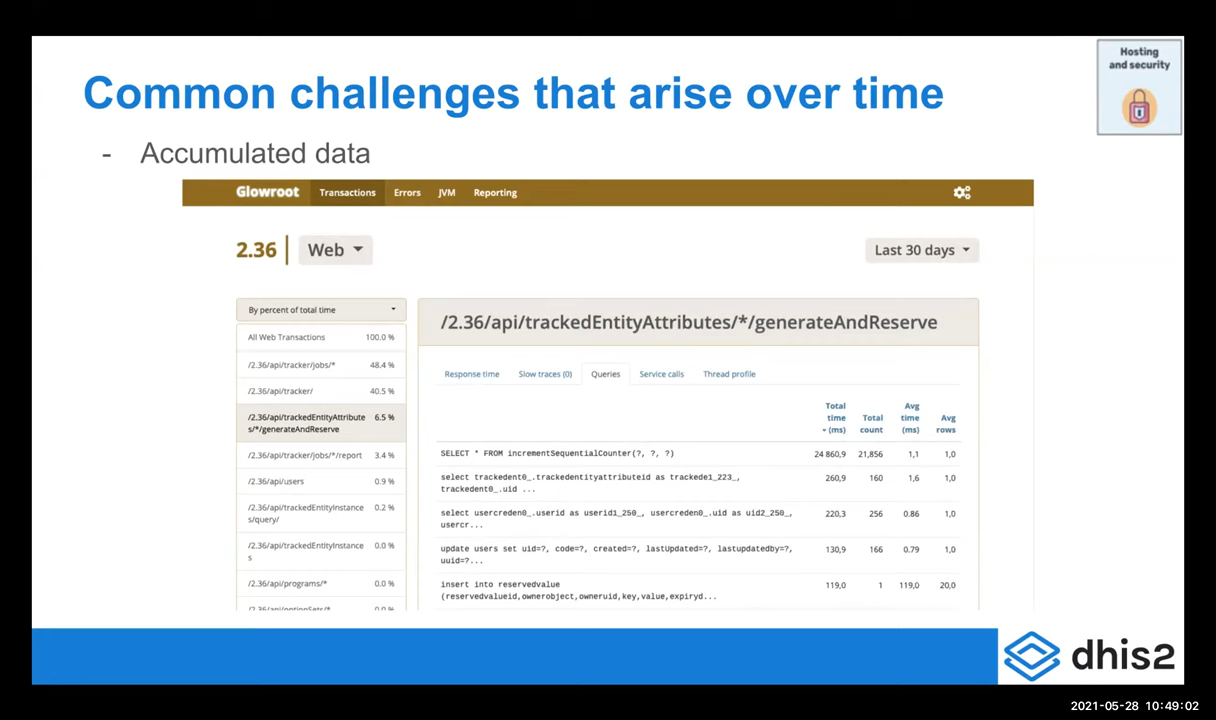 Common challenges that arise over time
Hosting
and security
- Accumulated data
Glowroot Transactions Errors JVM Reporting
2.36 Web Last 30 days
By percent of total time
All Web Transactions 100.0 %
/2.36/api/tracker/jobs/* 48.4 %
/2.36/api/tracker/ 40.5 %
/2.36/api/trackedEntityAttribute 6.5 %
s/*/generateAndReserve
/2.36/api/tracker/jobs/*/report 3.4 %
/2.36/api/users 0.9 %
/2.36/api/trackedEntityInstance 0.2 %
s/query/
/2.36/api/trackedEntityInstance 0.0 %
s
/2.36/api/programs/* 0.0 %
/2.36/api/optionSets/* 0.0 %
/2.36/api/trackedEntityAttributes/*/generateAndReserve
Response time Slow traces (0) Queries Service calls Thread profile
Total Avg
time Total time Avg
(ms) count (ms) rows
SELECT * FROM incrementSequentialCounter(?, ?, ?) 24 860,9 21,856 1,1 1,0
select trackedent0_.trackedentityattributeid as trackede1_223_, 260,9 160 1,6 1,0
trackedent0_.uid ...
select usercreden0_.userid as userid1_250_, usercreden0_.uid as uid2_250_, 220,3 256 0.86 1,0
usercr...
update users set uid=?, code=?, created=?, lastUpdated=?, lastupdatedby=?, 130,9 166 0.79 1,0
uuid=?...
insert into reservedvalue 119,0 1 119,0 20,0
(reservedvalueid,ownerobject,owneruid,key,value,expiryd...
dhis2
2021-05-28 10:49:02